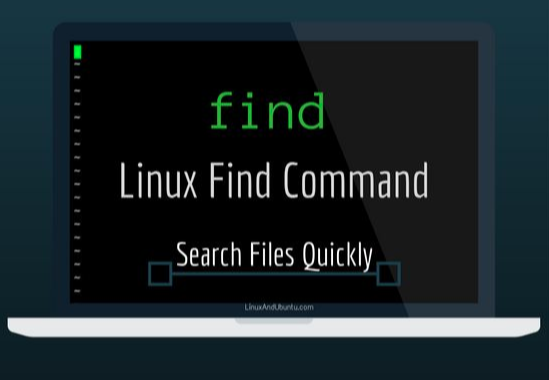 find
Linux Find Command
Search Files Quickly
LinuxAndUbuntu.com